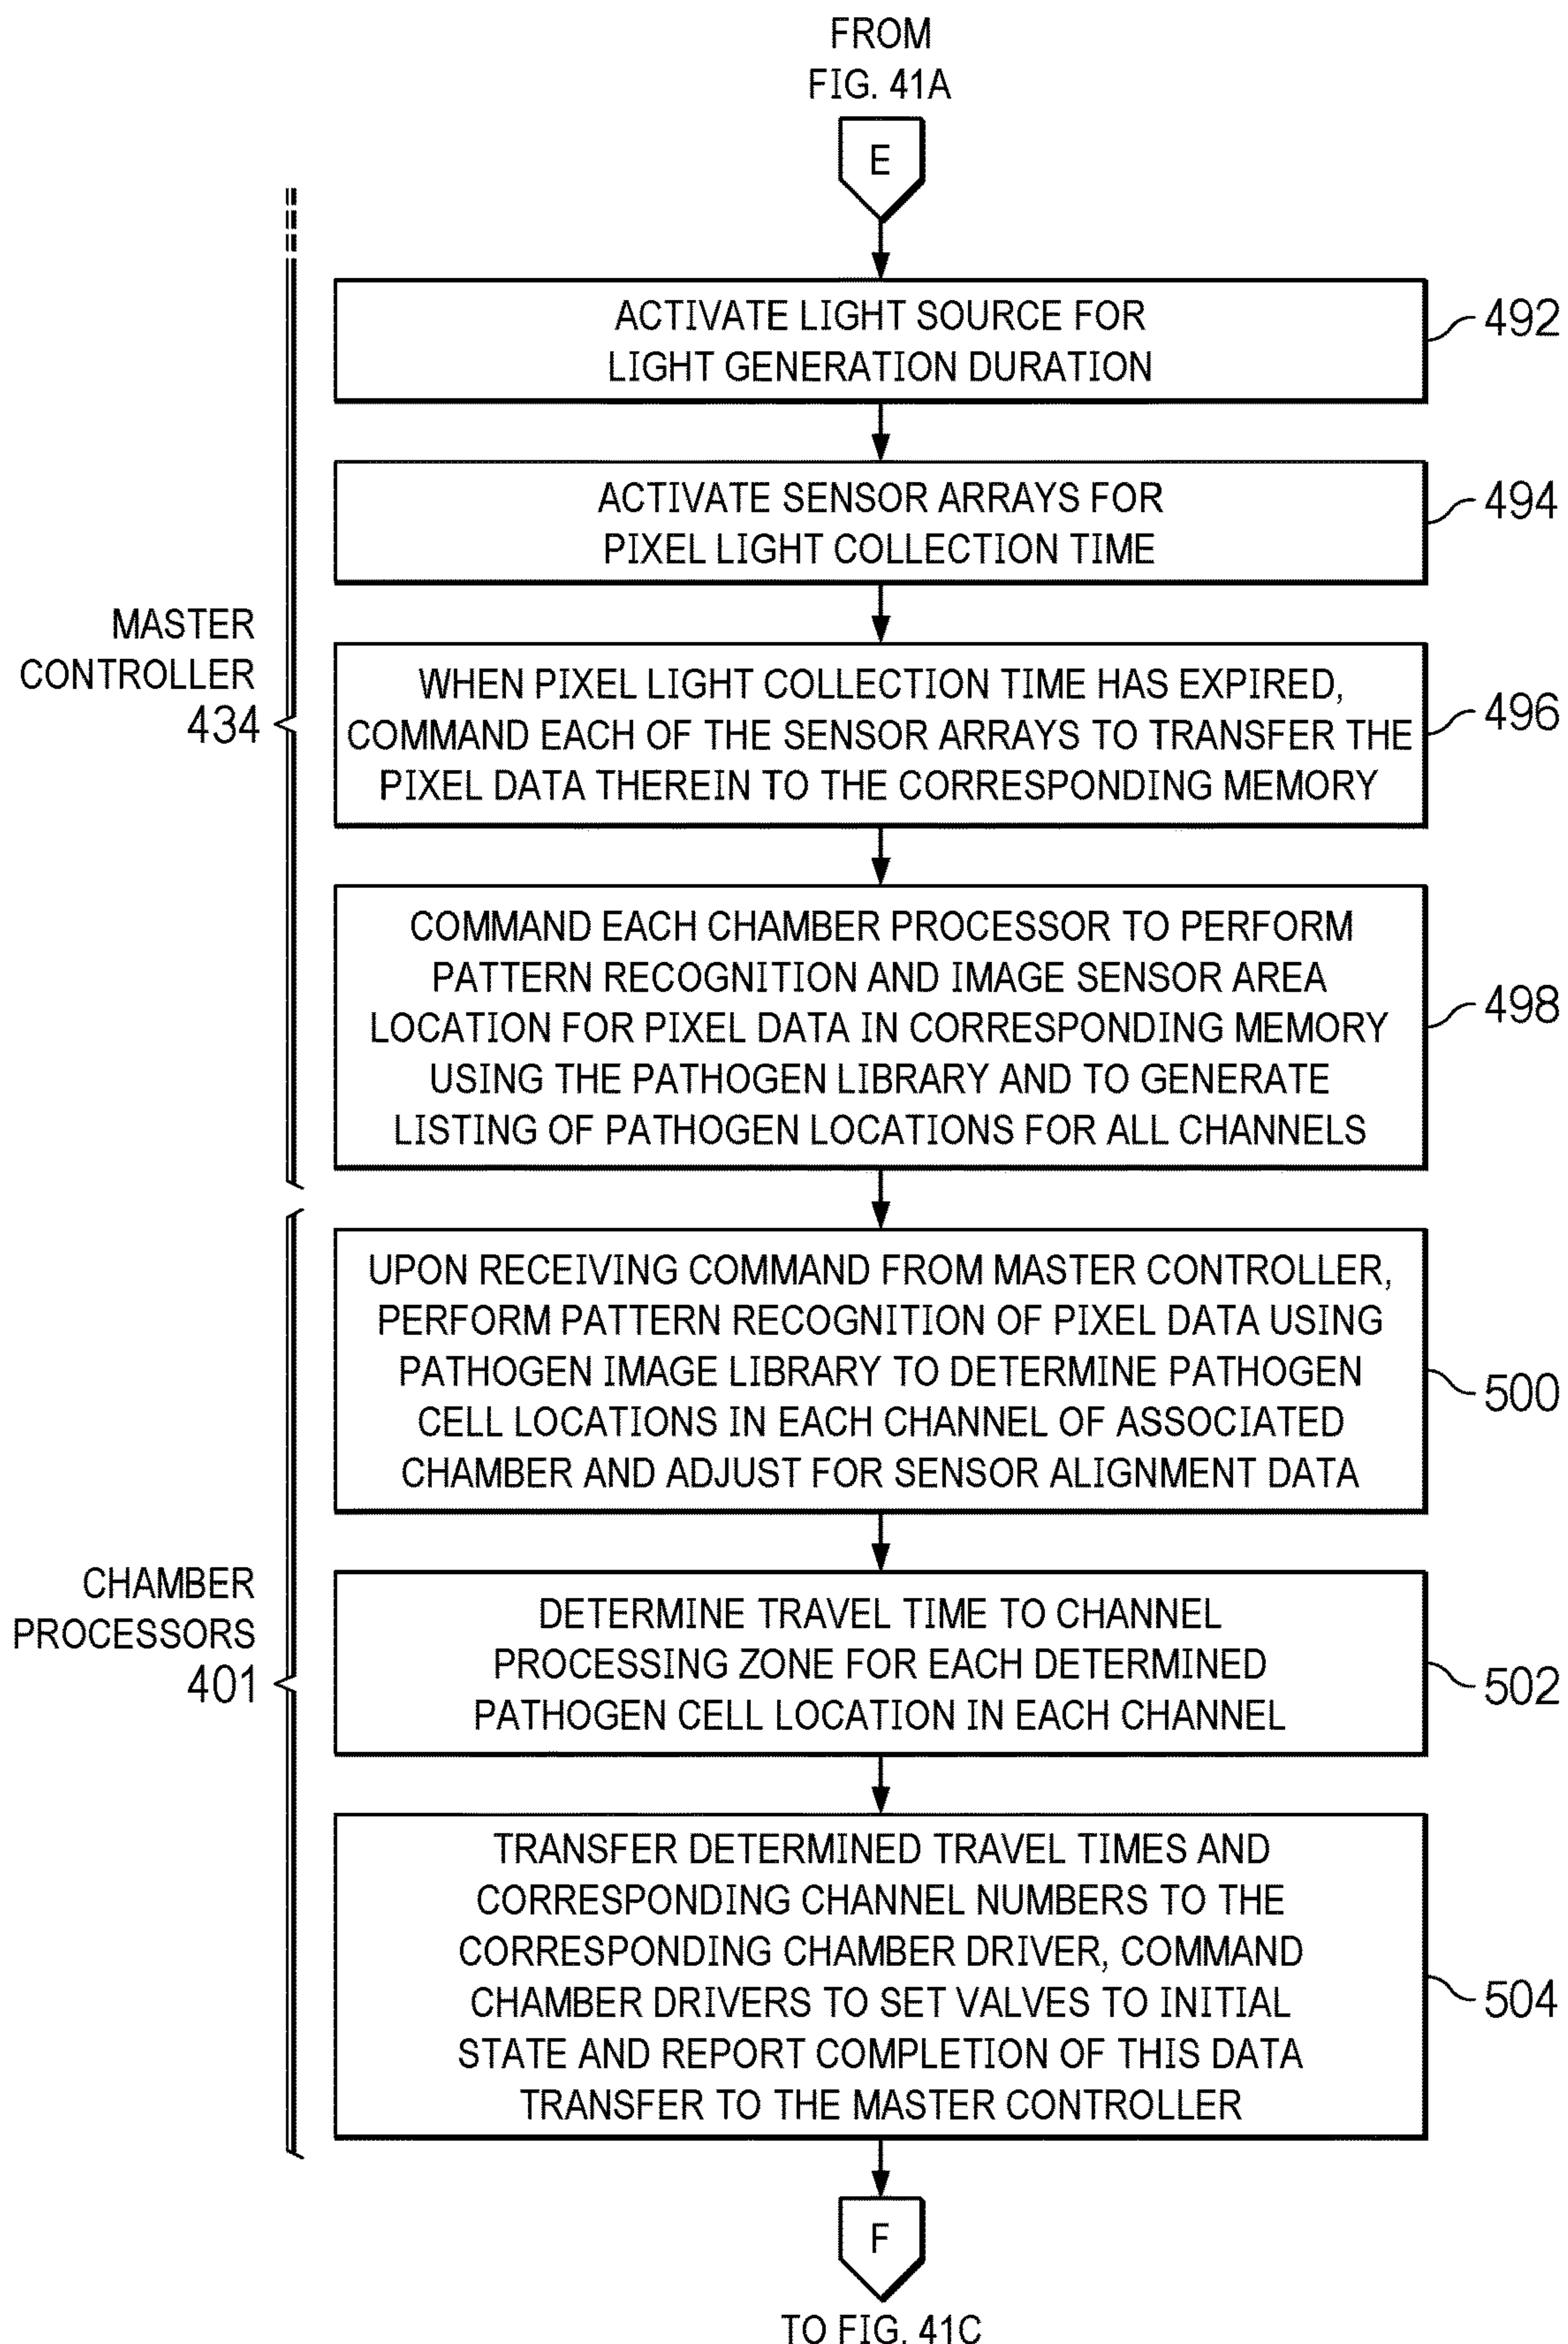 FROM
FIG. 41A
E
ACTIVATE LIGHT SOURCE FOR
LIGHT GENERATION DURATION
492
ACTIVATE SENSOR ARRAYS FOR
PIXEL LIGHT COLLECTION TIME
494
MASTER
CONTROLLER
434
WHEN PIXEL LIGHT COLLECTION TIME HAS EXPIRED,
COMMAND EACH OF THE SENSOR ARRAYS TO TRANSFER THE
PIXEL DATA THEREIN TO THE CORRESPONDING MEMORY
496
COMMAND EACH CHAMBER PROCESSOR TO PERFORM
PATTERN RECOGNITION AND IMAGE SENSOR AREA
LOCATION FOR PIXEL DATA IN CORRESPONDING MEMORY
USING THE PATHOGEN LIBRARY AND TO GENERATE
LISTING OF PATHOGEN LOCATIONS FOR ALL CHANNELS
498
UPON RECEIVING COMMAND FROM MASTER CONTROLLER,
PERFORM PATTERN RECOGNITION OF PIXEL DATA USING
PATHOGEN IMAGE LIBRARY TO DETERMINE PATHOGEN
CELL LOCATIONS IN EACH CHANNEL OF ASSOCIATED
CHAMBER AND ADJUST FOR SENSOR ALIGNMENT DATA
500
CHAMBER
PROCESSORS
401
DETERMINE TRAVEL TIME TO CHANNEL
PROCESSING ZONE FOR EACH DETERMINED
PATHOGEN CELL LOCATION IN EACH CHANNEL
502
TRANSFER DETERMINED TRAVEL TIMES AND
CORRESPONDING CHANNEL NUMBERS TO THE
CORRESPONDING CHAMBER DRIVER, COMMAND
CHAMBER DRIVERS TO SET VALVES TO INITIAL
STATE AND REPORT COMPLETION OF THIS DATA
TRANSFER TO THE MASTER CONTROLLER
504
F
TO FIG. 41C